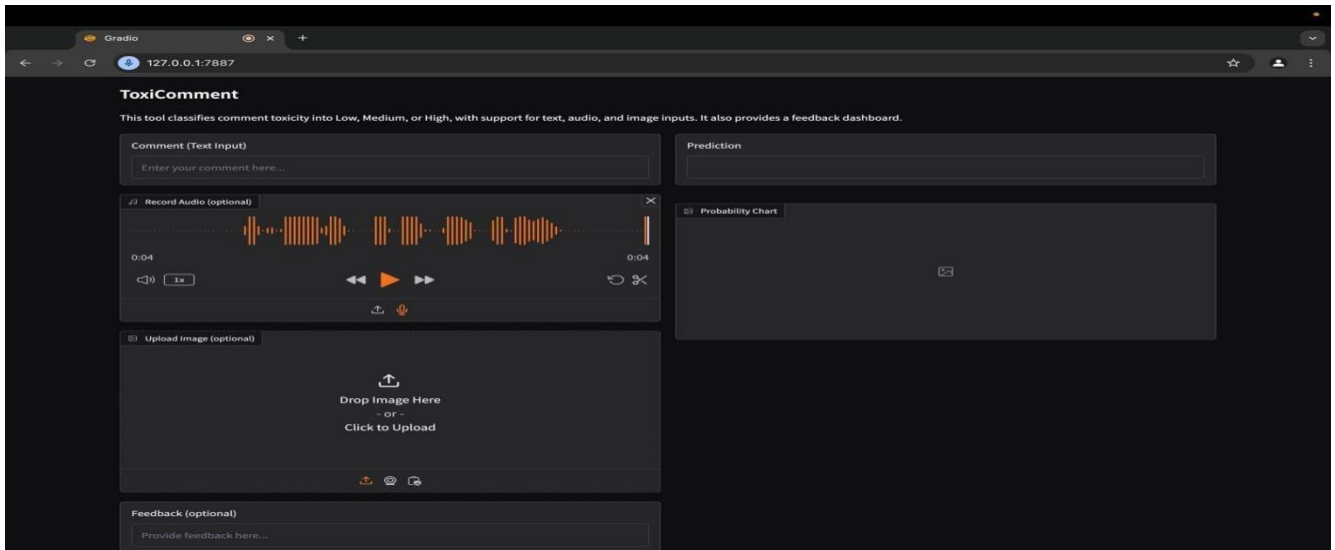 Gradio
127.0.0.1:7887
ToxiComment
This tool classifies comment toxicity into Low, Medium, or High, with support for text, audio, and image inputs. It also provides a feedback dashboard.
Comment (Text Input)
Enter your comment here...
Prediction
Record Audio (optional)
0:04
0:04
1x
Probability Chart
Upload Image (optional)
Drop Image Here
- or -
Click to Upload
Feedback (optional)
Provide feedback here...